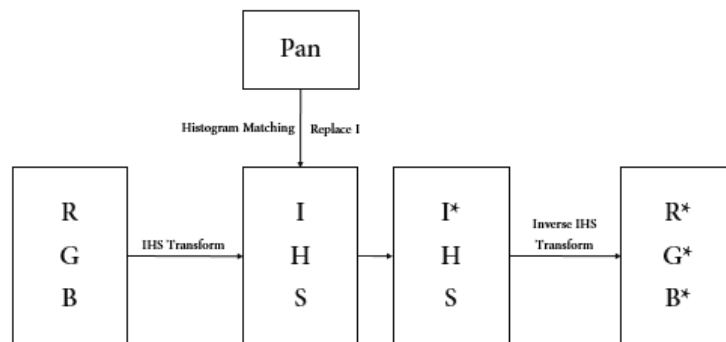 Pan
Histogram Matching
Replace I
R
G
B
IHS Transform
I
H
S
I*
H
S
Inverse IHS
Transform
R*
G*
B*